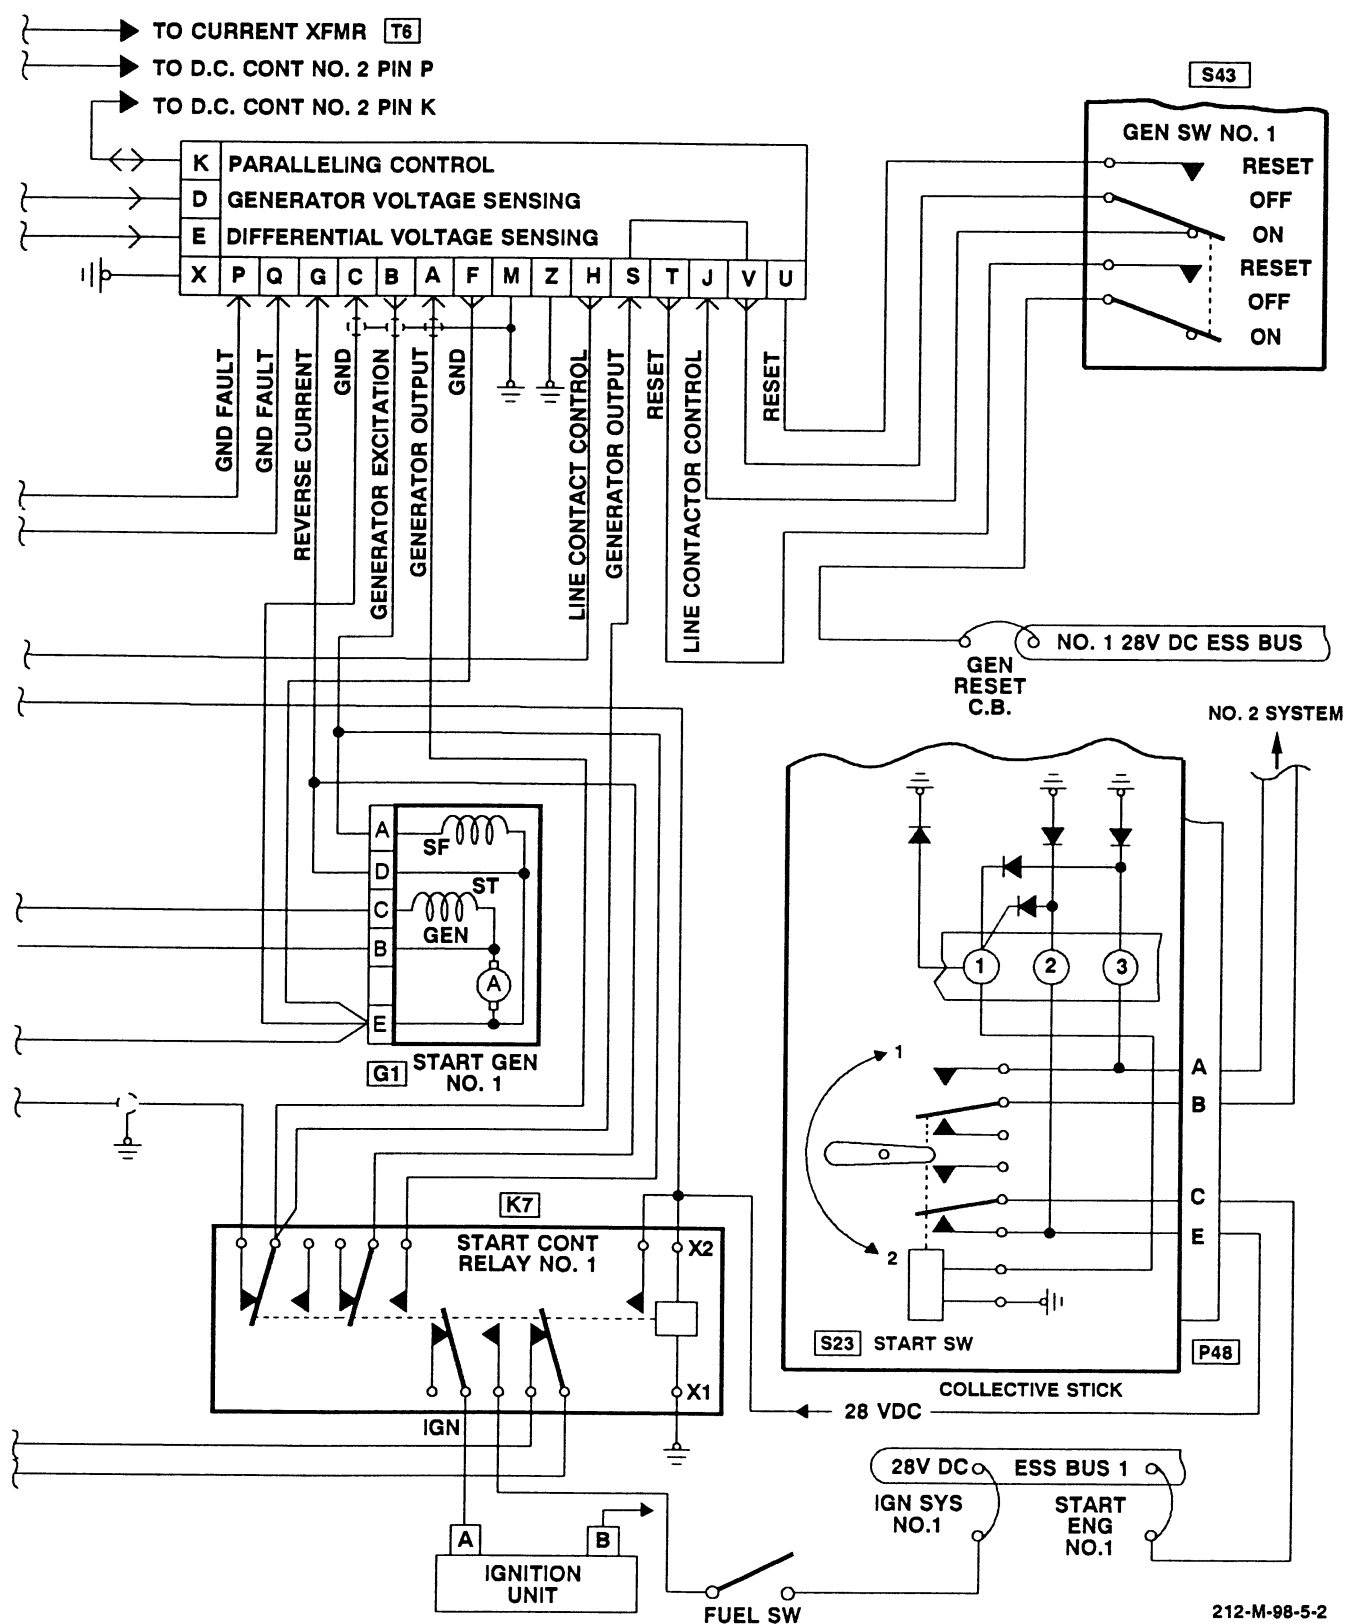 TO CURRENT XFMR T6
TO D.C. CONT NO. 2 PIN P
TO D.C. CONT NO. 2 PIN K
K PARALLELING CONTROL
D GENERATOR VOLTAGE SENSING
E DIFFERENTIAL VOLTAGE SENSING
X P Q G C B A F M Z H S T J V U
GND FAULT
GND FAULT
REVERSE CURRENT
GND
GENERATOR EXCITATION
GENERATOR OUTPUT
GND
LINE CONTACT CONTROL
GENERATOR OUTPUT
RESET
LINE CONTACTOR CONTROL
RESET
S43
GEN SW NO. 1
RESET
OFF
ON
RESET
OFF
ON
NO. 1 28V DC ESS BUS
GEN
RESET
C.B.
NO. 2 SYSTEM
A
SF
D
ST
C
GEN
B
A
E
G1
START GEN
NO. 1
1 2 3
1
A
B
C
E
2
S23 START SW
P48
COLLECTIVE STICK
28 VDC
K7
START CONT
RELAY NO. 1
X2
X1
IGN
28V DC ESS BUS 1
IGN SYS
NO.1
START
ENG
NO.1
A B
IGNITION
UNIT
FUEL SW
212-M-98-5-2